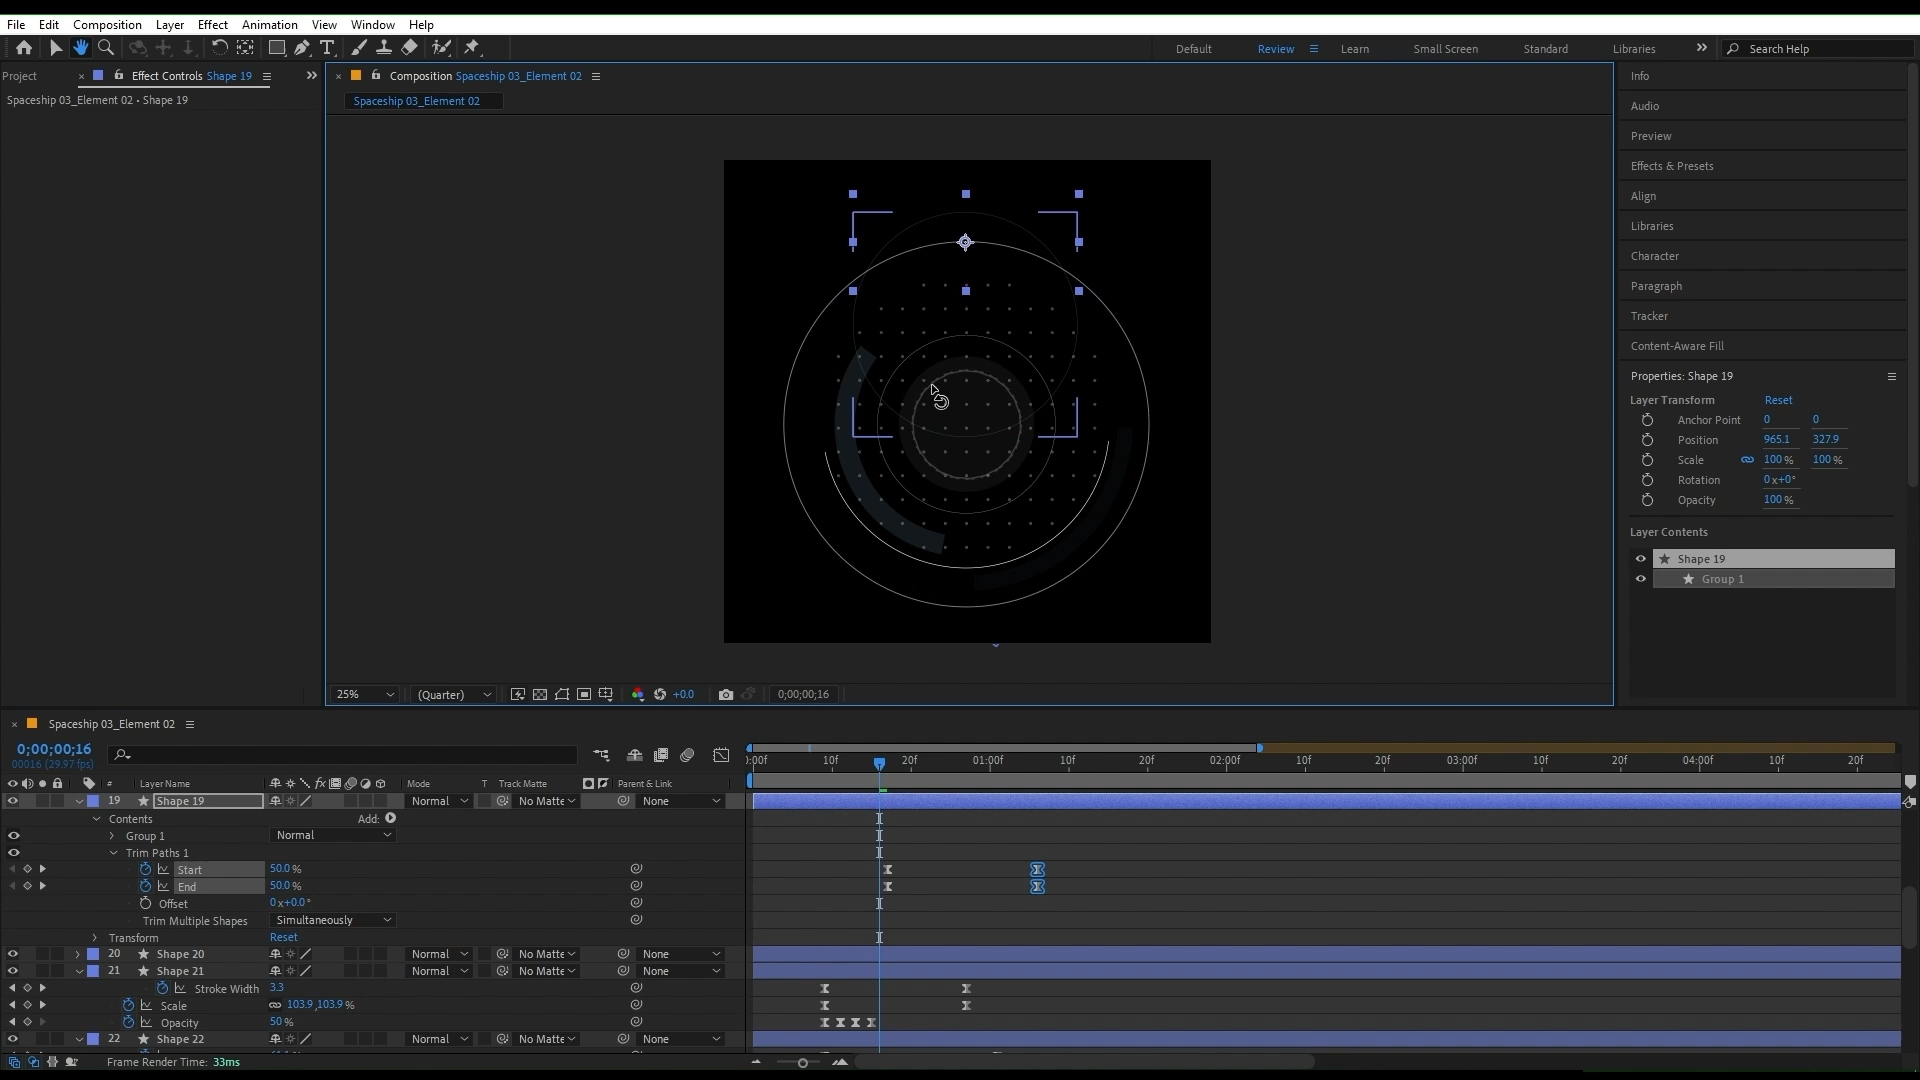 File Edit Composition Layer Effect Animation View Window Help
Default Review Learn Small Screen Standard Libraries Search Help
Project Effect Controls Shape 19
Spaceship 03_Element 02 • Shape 19
Composition Spaceship 03_Element 02
Spaceship 03_Element 02
Info
Audio
Preview
Effects & Presets
Align
Libraries
Character
Paragraph
Tracker
Content-Aware Fill
Properties: Shape 19
Layer Transform Reset
Anchor Point 0 0
Position 965.1 327.9
Scale 100 % 100 %
Rotation 0 x+0°
Opacity 100 %
Layer Contents
Shape 19
Group 1
25% (Quarter) +0.0 0;00;00;16
Spaceship 03_Element 02
0;00;00;16
00016 (29.97 fps)
:00f 10f 20f 01:00f 10f 20f 02:00f 10f 20f 03:00f 10f 20f 04:00f 10f 20f
# Layer Name fx Mode T Track Matte Parent & Link
19 Shape 19 Normal No Matte None
Contents Add:
Group 1 Normal
Trim Paths 1
Start 50.0 %
End 50.0 %
Offset 0 x+0.0 °
Trim Multiple Shapes Simultaneously
Transform Reset
20 Shape 20 Normal No Matte None
21 Shape 21 Normal No Matte None
Stroke Width 3.3
Scale 103.9 ,103.9 %
Opacity 50 %
22 Shape 22 Normal No Matte None
Frame Render Time: 33ms